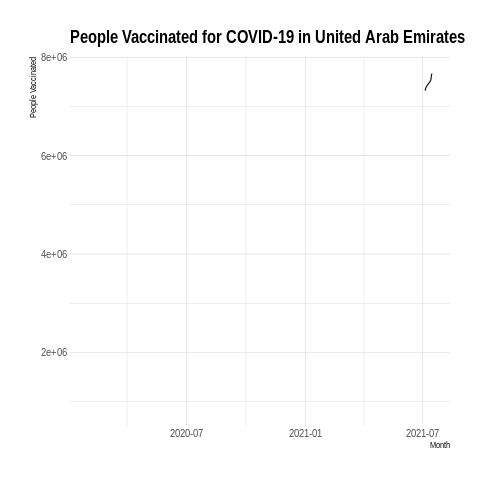 People Vaccinated for COVID-19 in United Arab Emirates
People Vaccinated
8e+06
6e+06
4e+06
2e+06
2020-07
2021-01
2021-07
Month